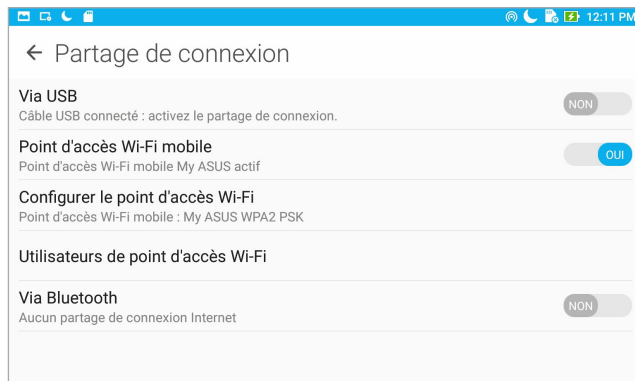 12:11 PM
Partage de connexion
Via USB
NON
Câble USB connecté : activez le partage de connexion.
Point d'accès Wi-Fi mobile
OUI
Point d'accès Wi-Fi mobile My ASUS actif
Configurer le point d'accès Wi-Fi
Point d'accès Wi-Fi mobile : My ASUS WPA2 PSK
Utilisateurs de point d'accès Wi-Fi
Via Bluetooth
NON
Aucun partage de connexion Internet